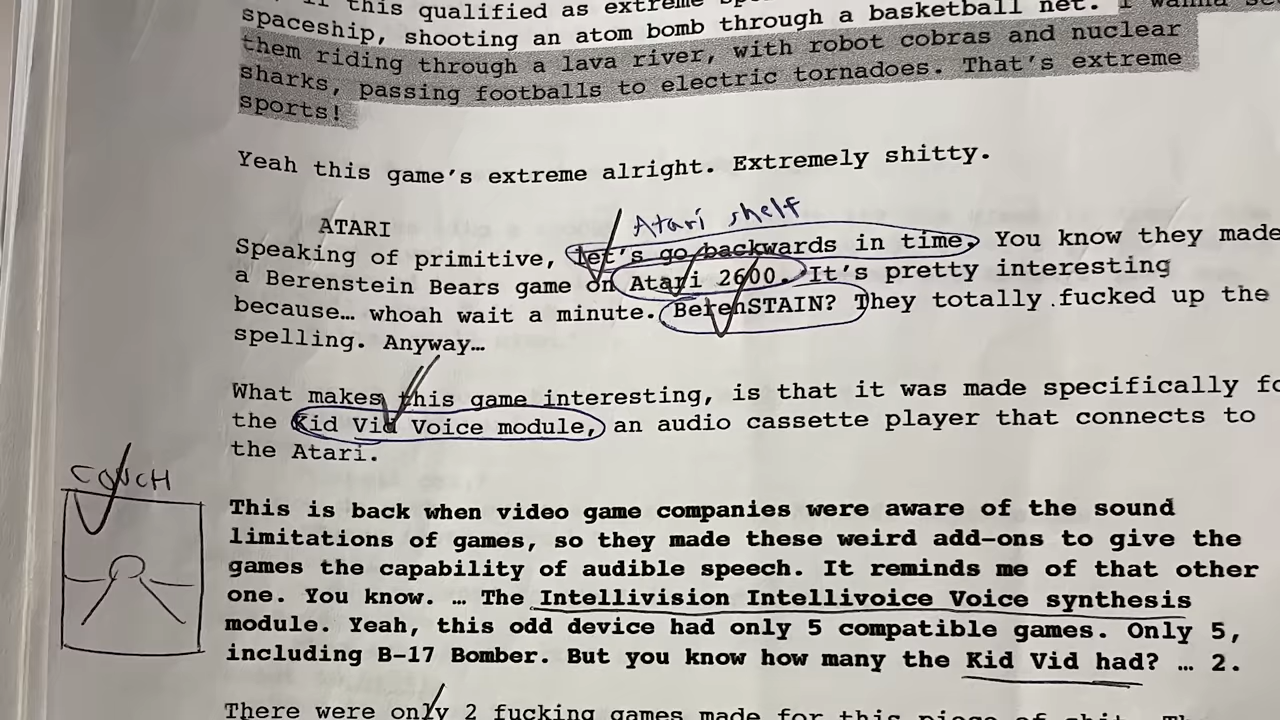 this qualified as extreme
spaceship, shooting an atom bomb through a basketball net. I wanna see
them riding through a lava river, with robot cobras and nuclear
sharks, passing footballs to electric tornadoes. That's extreme
sports!
Yeah this game's extreme alright. Extremely shitty.
Atari shelf
ATARI
Speaking of primitive, let's go backwards in time. You know they made
a Berenstein Bears game on Atari 2600. It's pretty interesting
because… whoah wait a minute. BerenSTAIN? They totally fucked up the
spelling. Anyway…
What makes this game interesting, is that it was made specifically
the Kid Vid Voice module, an audio cassette player that connects to
the Atari.
COUCH
This is back when video game companies were aware of the sound
limitations of games, so they made these weird add-ons to give the
games the capability of audible speech. It reminds me of that other
one. You know. … The Intellivision Intellivoice Voice synthesis
module. Yeah, this odd device had only 5 compatible games. Only 5,
including B-17 Bomber. But you know how many the Kid Vid had? … 2.
There were only 2 fucking games made for this piece of shit.